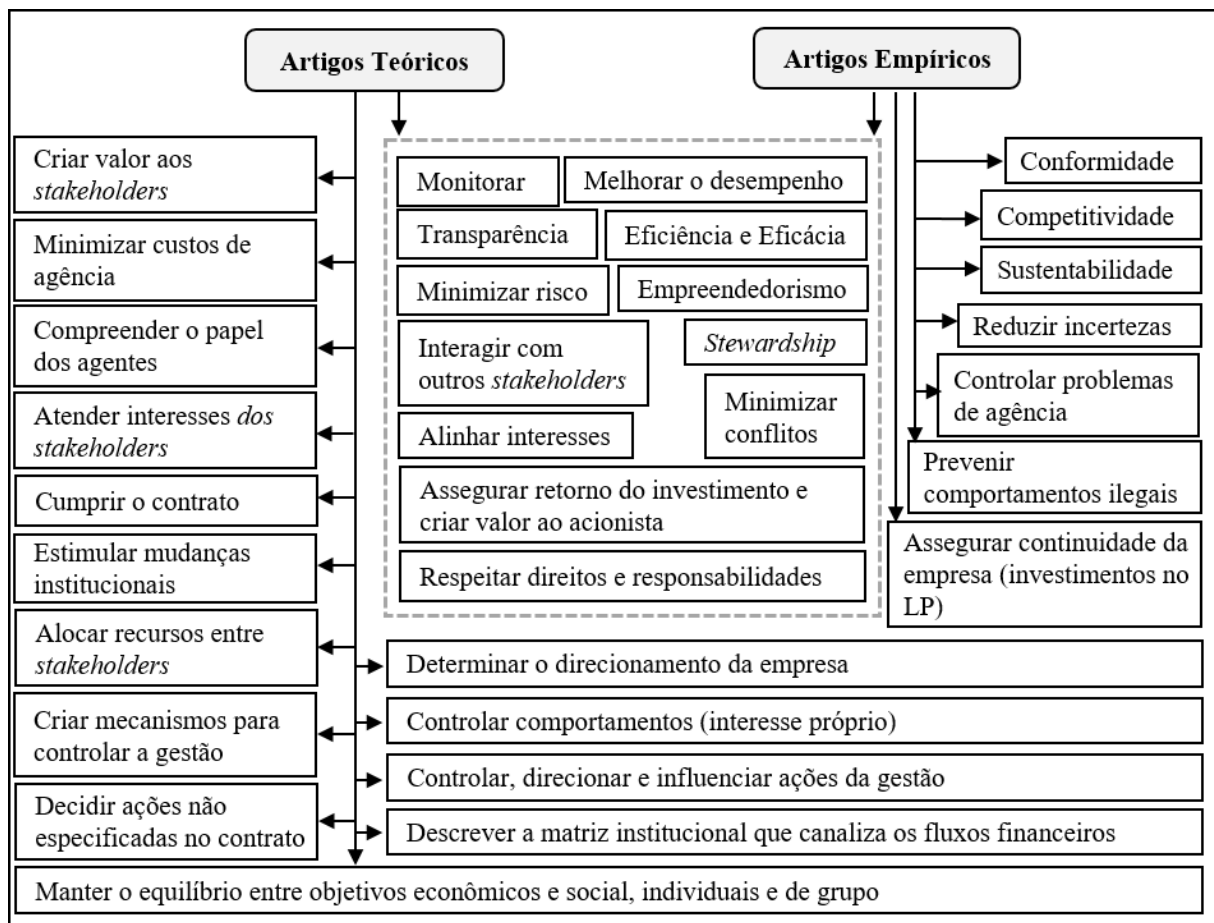 Artigos Teóricos
Artigos Empíricos
Criar valor aos
stakeholders
Minimizar custos de
agência
Compreender o papel
dos agentes
Atender interesses dos
stakeholders
Cumprir o contrato
Estimular mudanças
institucionais
Alocar recursos entre
stakeholders
Criar mecanismos para
controlar a gestão
Decidir ações não
especificadas no contrato
Monitorar
Melhorar o desempenho
Transparência
Eficiência e Eficácia
Minimizar risco
Empreendedorismo
Interagir com
outros stakeholders
Stewardship
Minimizar
conflitos
Alinhar interesses
Assegurar retorno do investimento e
criar valor ao acionista
Respeitar direitos e responsabilidades
Conformidade
Competitividade
Sustentabilidade
Reduzir incertezas
Controlar problemas
de agência
Prevenir
comportamentos ilegais
Assegurar continuidade da
empresa (investimentos no
LP)
Determinar o direcionamento da empresa
Controlar comportamentos (interesse próprio)
Controlar, direcionar e influenciar ações da gestão
Descrever a matriz institucional que canaliza os fluxos financeiros
Manter o equilíbrio entre objetivos econômicos e social, individuais e de grupo